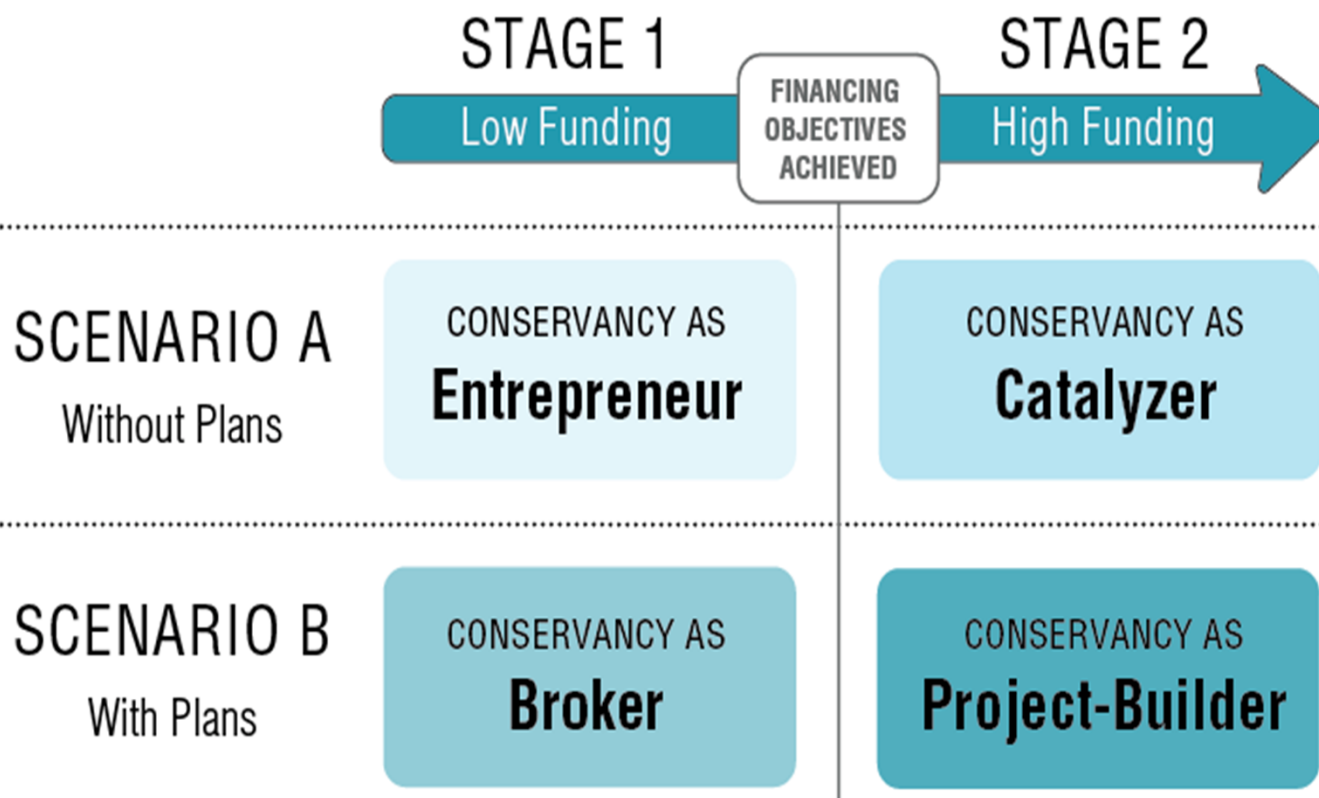 STAGE 1
STAGE 2
Low Funding
FINANCING
OBJECTIVES
ACHIEVED
High Funding
SCENARIO A
Without Plans
CONSERVANCY AS
Entrepreneur
CONSERVANCY AS
Catalyzer
SCENARIO B
With Plans
CONSERVANCY AS
Broker
CONSERVANCY AS
Project-Builder